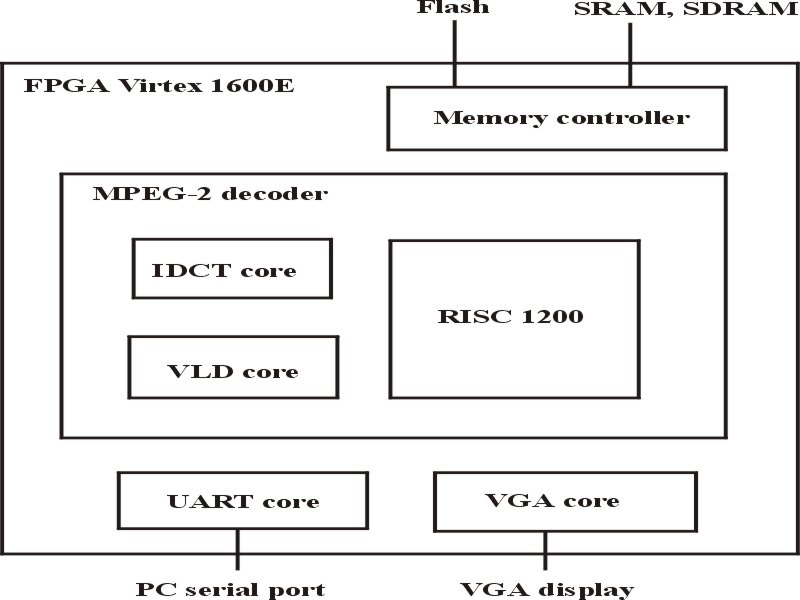 Flash
SRAM, SDRAM
FPGA Virtex 1600E
Memory controller
MPEG-2 decoder
IDCT core
RISC 1200
VLD core
UART core
VGA core
PC serial port
VGA display